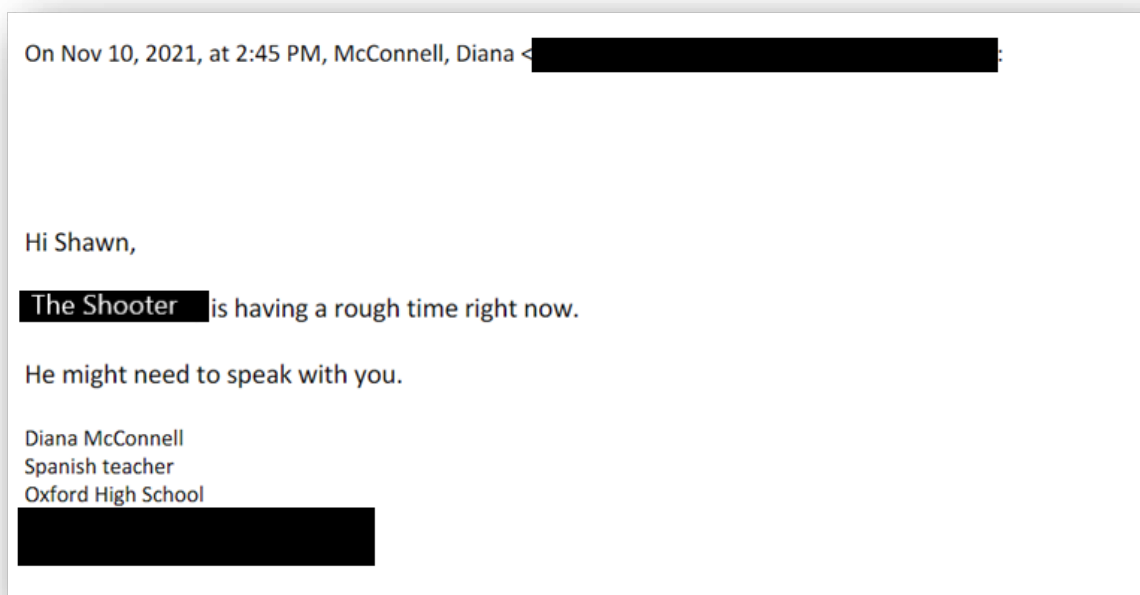 On Nov 10, 2021, at 2:45 PM, McConnell, Diana < :
Hi Shawn,
The Shooter is having a rough time right now.
He might need to speak with you.
Diana McConnell
Spanish teacher
Oxford High School